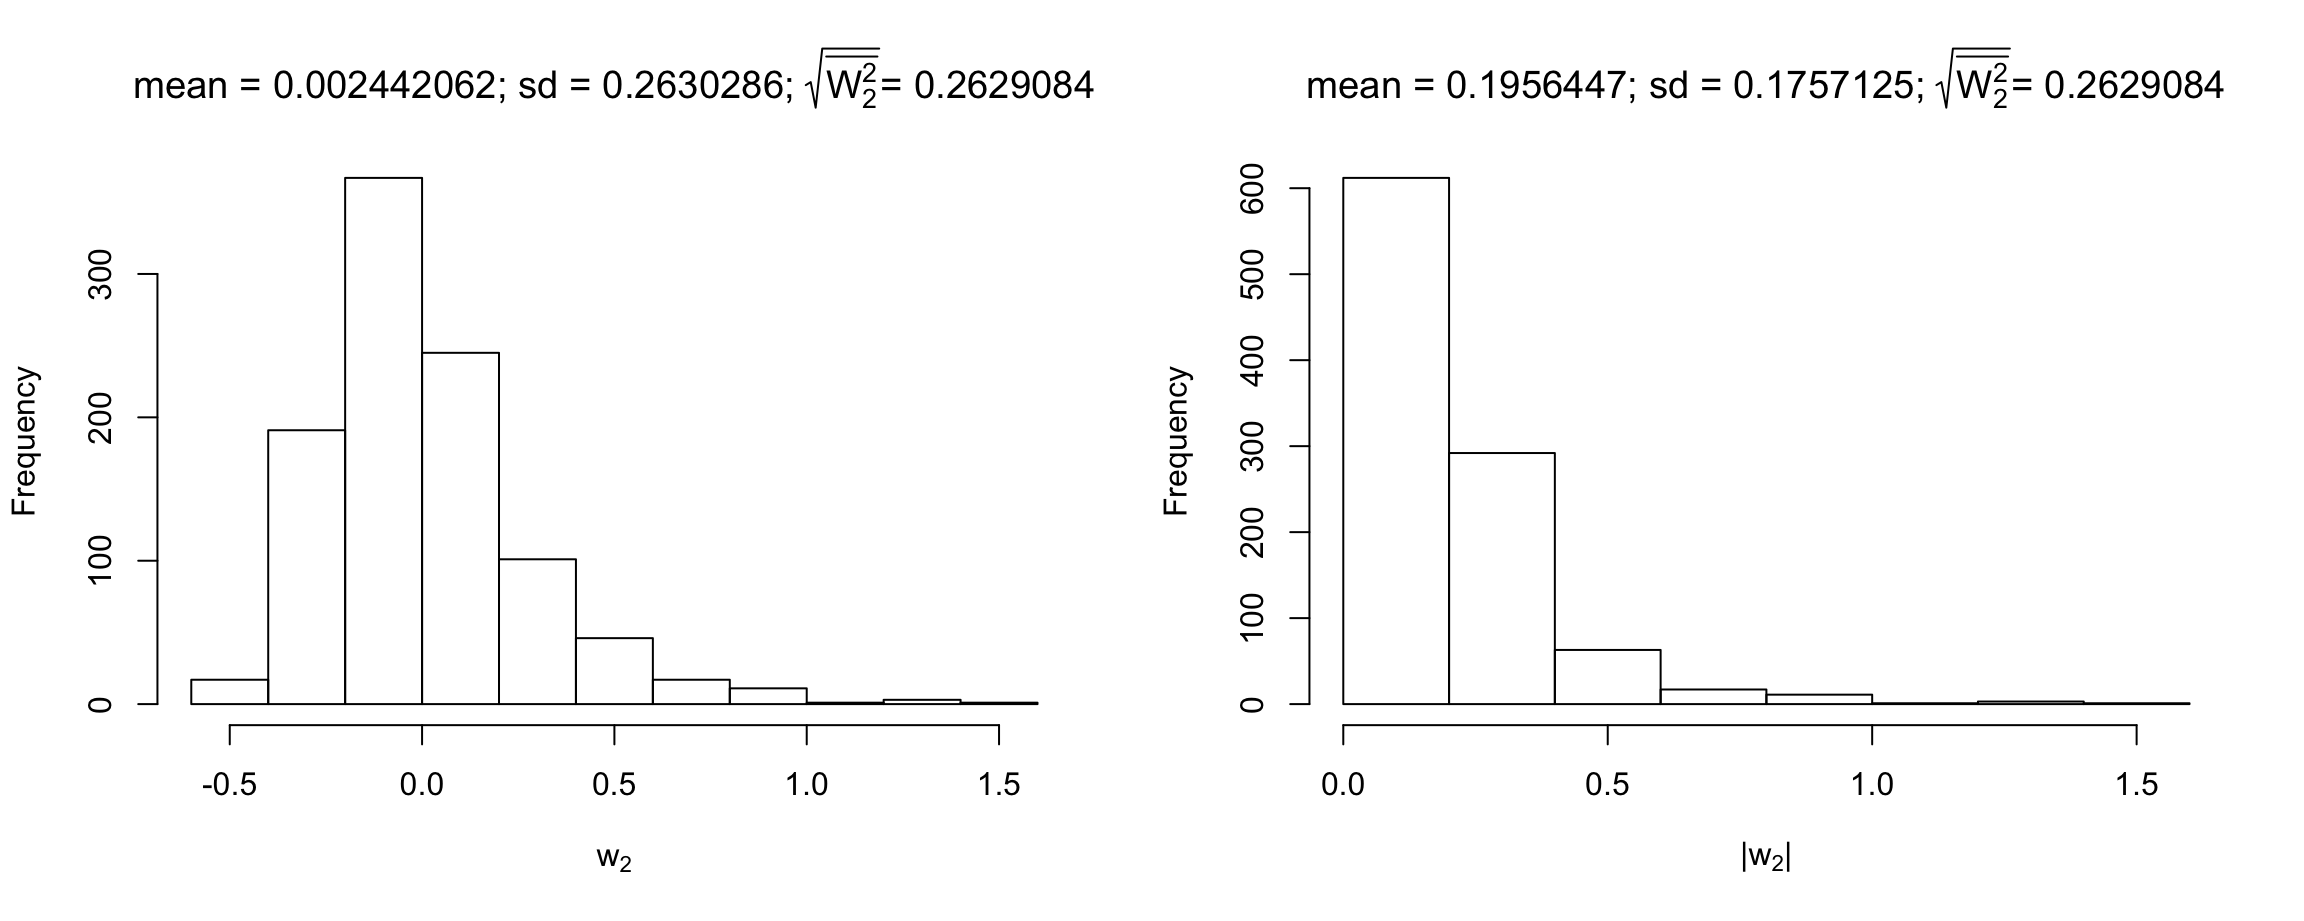 mean = 0.002442062; sd = 0.2630286; √W₂² = 0.2629084
Frequency
300
200
100
0
-0.5 0.0 0.5 1.0 1.5
w₂
mean = 0.1956447; sd = 0.1757125; √W₂² = 0.2629084
Frequency
600
500
400
300
200
100
0
0.0 0.5 1.0 1.5
|w₂|